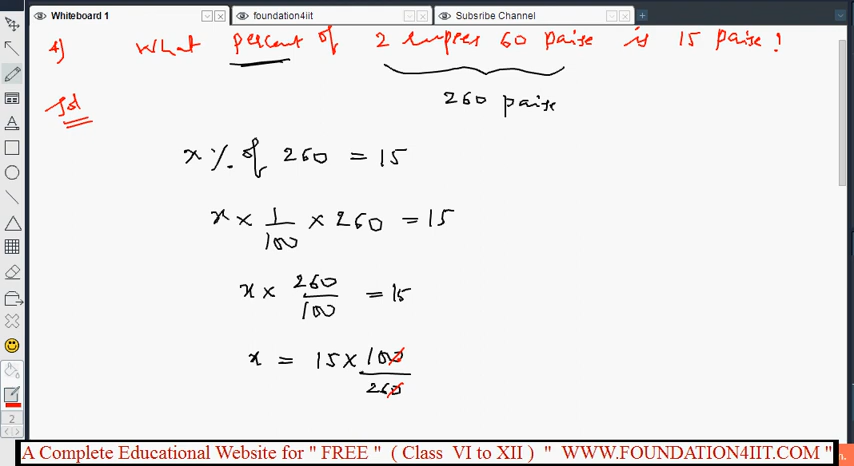 Whiteboard 1
foundation4iit
Subsribe Channel
4) What percent of 2 rupees 60 paise is 15 paise ?
260 paise
Sol
x % of 260 = 15
x × 1/100 × 260 = 15
x × 260/100 = 15
x = 15 × 100/260
2
A Complete Educational Website for " FREE " ( Class VI to XII ) " WWW.FOUNDATION4IIT.COM "